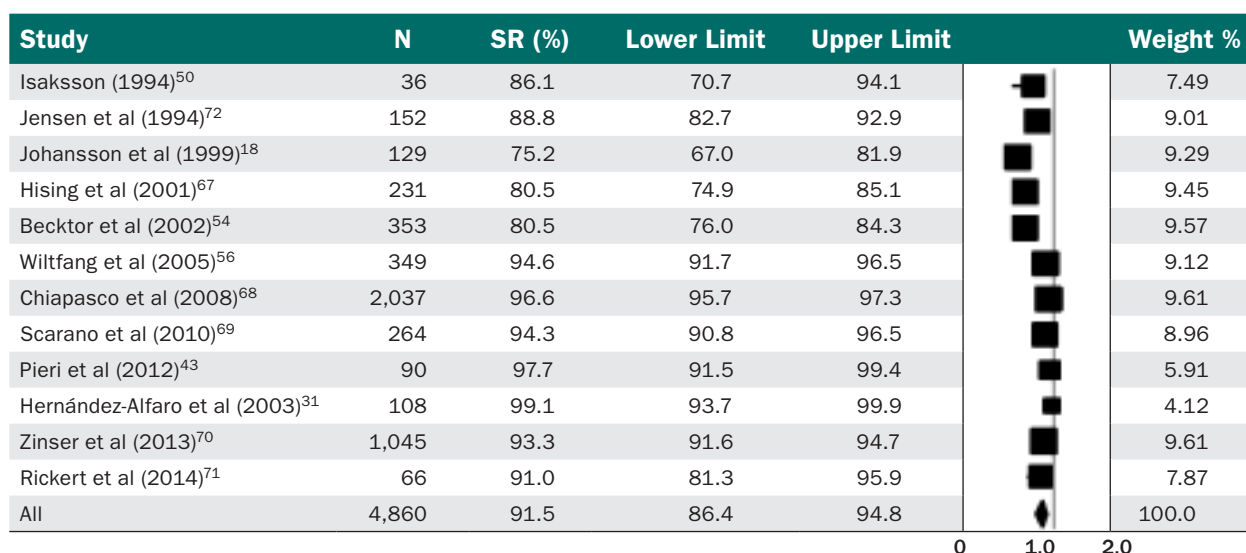 Study N SR (%) Lower Limit Upper Limit Weight %
Isaksson (1994)50 36 86.1 70.7 94.1 7.49
Jensen et al (1994)72 152 88.8 82.7 92.9 9.01
Johansson et al (1999)18 129 75.2 67.0 81.9 9.29
Hising et al (2001)67 231 80.5 74.9 85.1 9.45
Becktor et al (2002)54 353 80.5 76.0 84.3 9.57
Wiltfang et al (2005)56 349 94.6 91.7 96.5 9.12
Chiapasco et al (2008)68 2,037 96.6 95.7 97.3 9.61
Scarano et al (2010)69 264 94.3 90.8 96.5 8.96
Pieri et al (2012)43 90 97.7 91.5 99.4 5.91
Hernández-Alfaro et al (2003)31 108 99.1 93.7 99.9 4.12
Zinser et al (2013)70 1,045 93.3 91.6 94.7 9.61
Rickert et al (2014)71 66 91.0 81.3 95.9 7.87
All 4,860 91.5 86.4 94.8 100.0
0 1.0 2.0